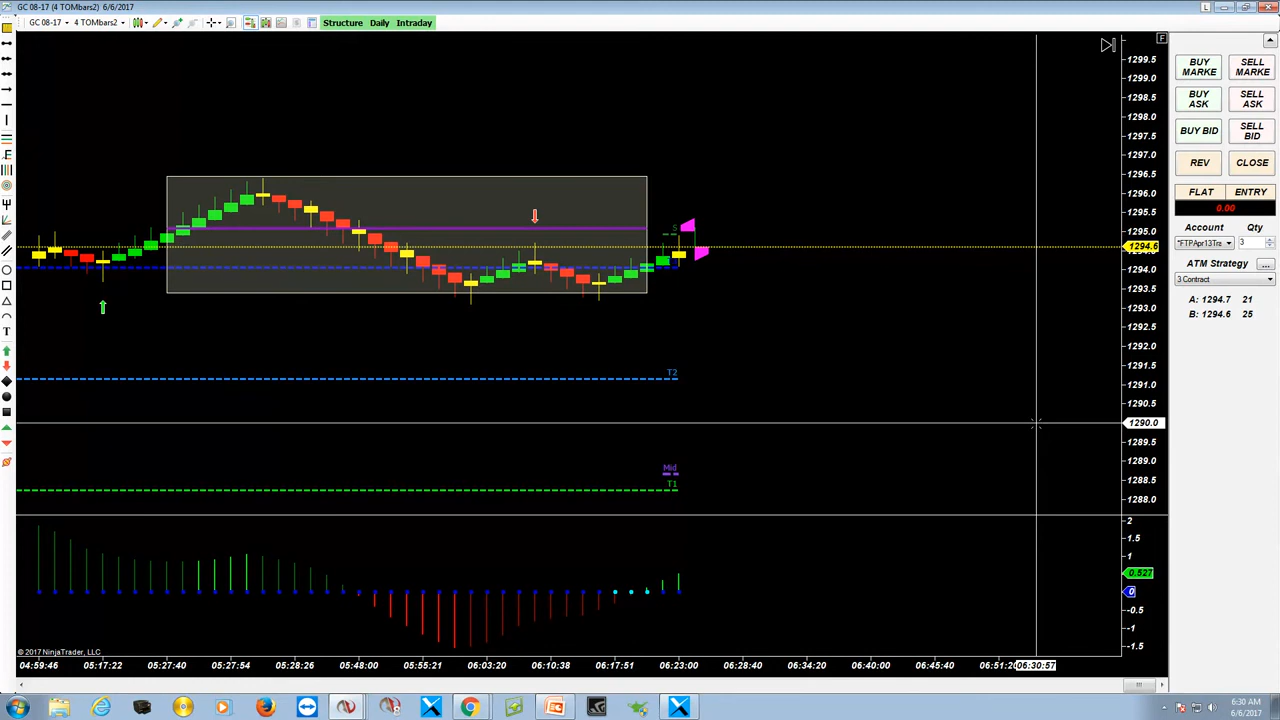 GC 08-17 (4 TOMbars2) 6/6/2017
L
GC 08-17 4 TOMbars2 Structure Daily Intraday
F
1299.5
1299.0
1298.5
1298.0
1297.5
1297.0
1296.5
1296.0
1295.5
1295.0
1294.6
1294.0
1293.5
1293.0
1292.5
1292.0
1291.5
1291.0
1290.5
1290.0
1289.5
1289.0
1288.5
1288.0
S
T2
Mid
T1
2
1.5
1
0.527
0
-0.5
-1
-1.5
© 2017 NinjaTrader, LLC
04:59:46 05:17:22 05:27:40 05:27:54 05:28:26 05:48:00 05:55:21 06:03:20 06:10:38 06:17:51 06:23:00 06:28:40 06:34:20 06:40:00 06:45:40 06:51:20 06:30:57
BUY MARKE
SELL MARKE
BUY ASK
SELL ASK
BUY BID
SELL BID
REV CLOSE
FLAT ENTRY
0.00
Account Qty
*FTPApr13Tra 3
ATM Strategy ...
3 Contract
A: 1294.7 21
B: 1294.6 25
6:30 AM
6/6/2017